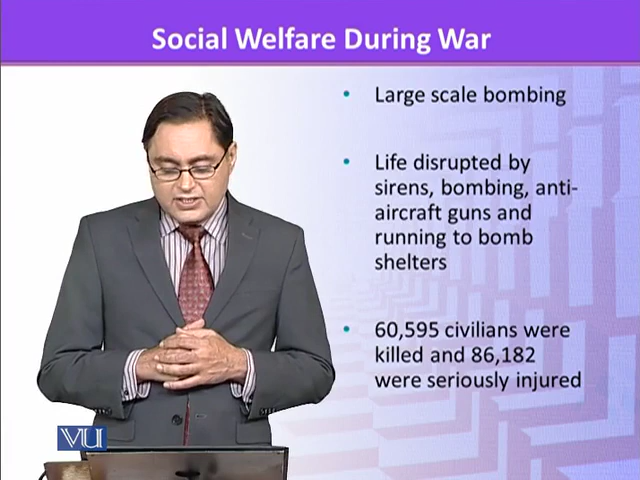 Social Welfare During War
• Large scale bombing
• Life disrupted by
sirens, bombing, anti-
aircraft guns and
running to bomb
shelters
• 60,595 civilians were
killed and 86,182
were seriously injured
VU